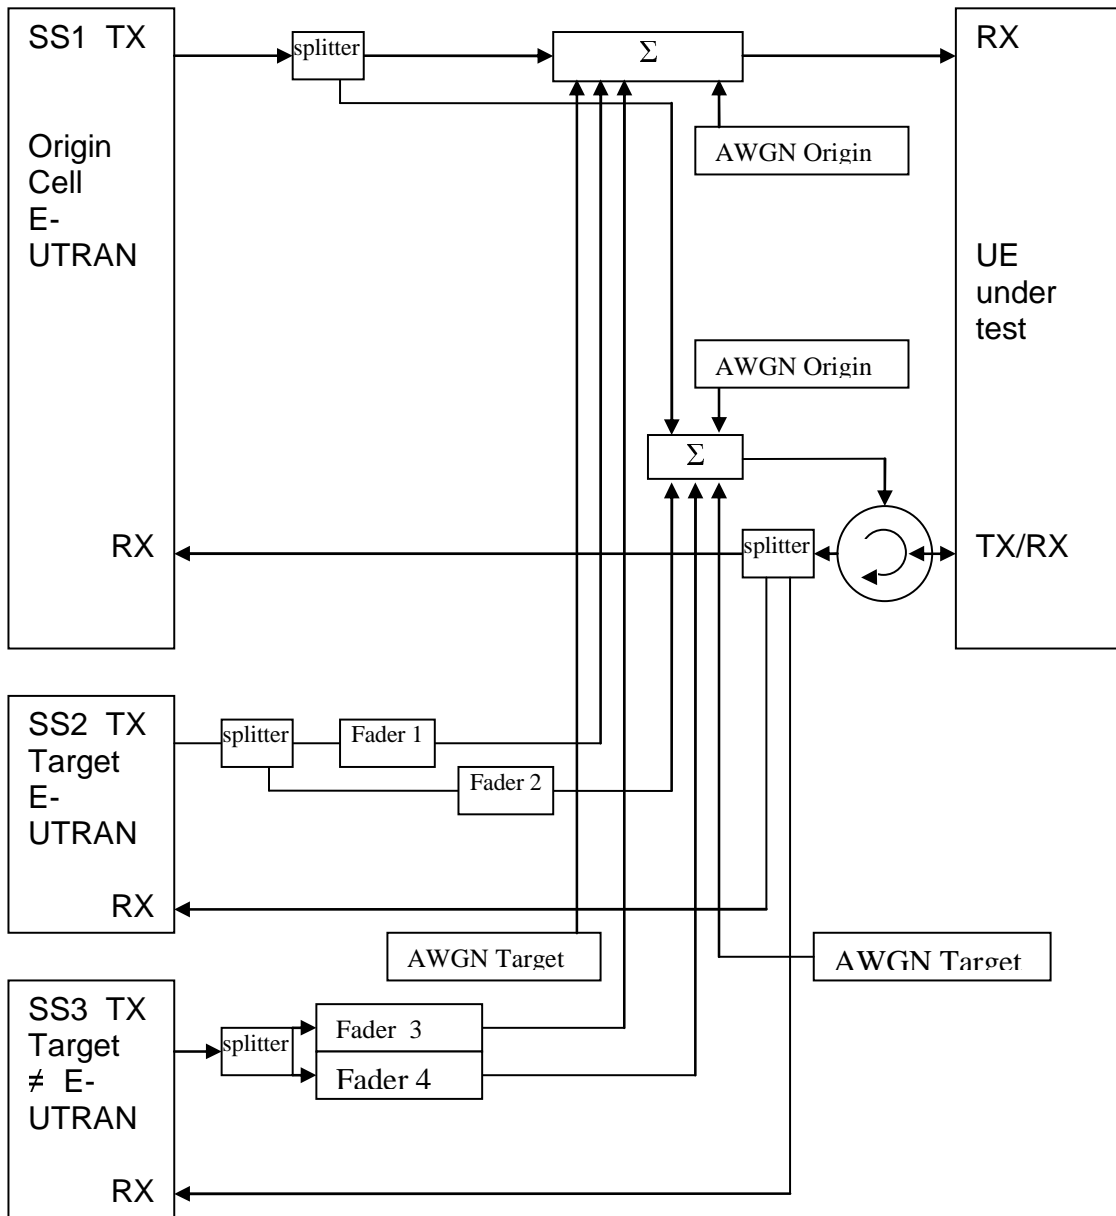 SS1 TX
splitter
Σ
RX
Origin
Cell
E-
UTRAN
AWGN Origin
UE
under
test
AWGN Origin
Σ
RX
splitter
TX/RX
SS2 TX
Target
E-
UTRAN
splitter
Fader 1
Fader 2
RX
AWGN Target
AWGN Target
SS3 TX
Target
≠ E-
UTRAN
splitter
Fader 3
Fader 4
RX